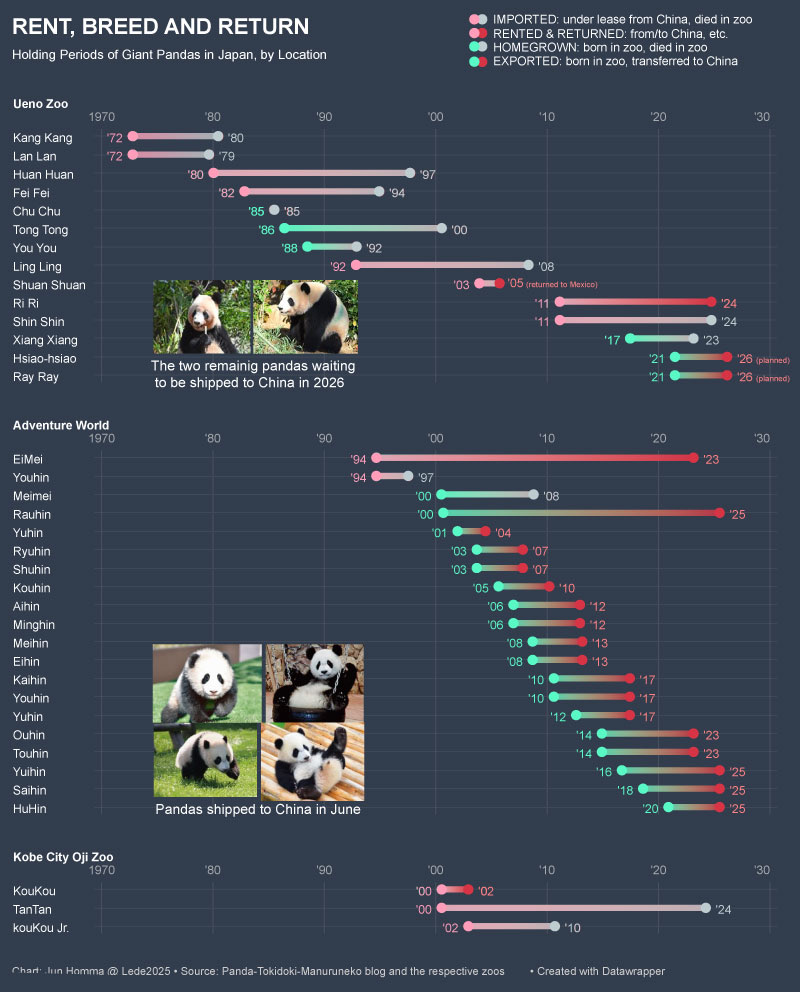 RENT, BREED AND RETURN
Holding Periods of Giant Pandas in Japan, by Location
IMPORTED: under lease from China, died in zoo
RENTED & RETURNED: from/to China, etc.
HOMEGROWN: born in zoo, died in zoo
EXPORTED: born in zoo, transferred to China
Ueno Zoo
1970 '80 '90 '00 '10 '20 '30
Kang Kang '72 '80
Lan Lan '72 '79
Huan Huan '80 '97
Fei Fei '82 '94
Chu Chu '85 '85
Tong Tong '86 '00
You You '88 '92
Ling Ling '92 '08
Shuan Shuan '03 '05 (returned to Mexico)
Ri Ri '11 '24
Shin Shin '11 '24
Xiang Xiang '17 '23
Hsiao-hsiao '21 '26 (planned)
Ray Ray '21 '26 (planned)
The two remainig pandas waiting
to be shipped to China in 2026
Adventure World
1970 '80 '90 '00 '10 '20 '30
EiMei '94 '23
Youhin '94 '97
Meimei '00 '08
Rauhin '00 '25
Yuhin '01 '04
Ryuhin '03 '07
Shuhin '03 '07
Kouhin '05 '10
Aihin '06 '12
Minghin '06 '12
Meihin '08 '13
Eihin '08 '13
Kaihin '10 '17
Youhin '10 '17
Yuhin '12 '17
Ouhin '14 '23
Touhin '14 '23
Yuihin '16 '25
Saihin '18 '25
HuHin '20 '25
Pandas shipped to China in June
Kobe City Oji Zoo
1970 '80 '90 '00 '10 '20 '30
KouKou '00 '02
TanTan '00 '24
kouKou Jr. '02 '10
Chart: Jun Homma @ Lede2025 • Source: Panda-Tokidoki-Manuruneko blog and the respective zoos • Created with Datawrapper